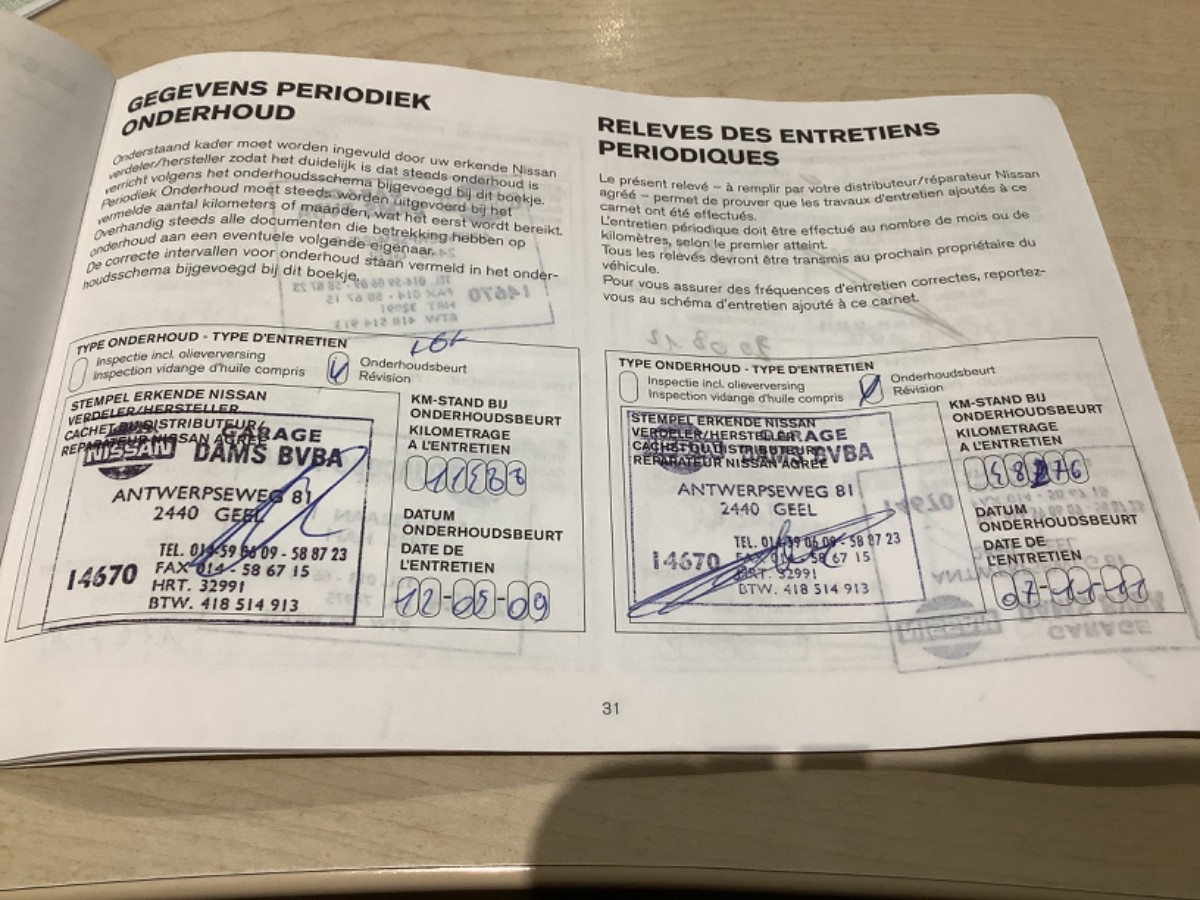 GEGEVENS PERIODIEK
ONDERHOUD
Onderstaand kader moet worden ingevuld door uw erkende Nissan
verdeler/hersteller zodat het duidelijk is dat steeds onderhoud is
verricht volgens het onderhoudsschema bijgevoegd bij dit boekje.
Periodiek Onderhoud moet steeds worden uitgevoerd bij het
vermelde aantal kilometers of maanden, wat het eerst wordt bereikt.
Overhandig steeds alle documenten die betrekking hebben op
onderhoud aan een eventuele volgende eigenaar.
De correcte intervallen voor onderhoud staan vermeld in het onder-
houdsschema bijgevoegd bij dit boekje.
TYPE ONDERHOUD - TYPE D'ENTRETIEN
Inspectie incl. olieverversing
Inspection vidange d'huile compris
Onderhoudsbeurt
Révision
STEMPEL ERKENDE NISSAN
VERDELER/HERSTELLER
CACHET DU DISTRIBUTEUR/
REPARATEUR NISSAN AGREE
GARAGE
NISSAN DAMS BVBA
ANTWERPSEWEG 81
2440 GEEL
TEL. 014-59 06 09 - 58 87 23
14670 FAX 014 - 58 67 15
HRT. 32991
BTW. 418 514 913
KM-STAND BIJ
ONDERHOUDSBEURT
KILOMETRAGE
A L'ENTRETIEN
DATUM
ONDERHOUDSBEURT
DATE DE
L'ENTRETIEN
12-05-09
RELEVES DES ENTRETIENS
PERIODIQUES
Le présent relevé – à remplir par votre distributeur/réparateur Nissan
agréé – permet de prouver que les travaux d'entretien ajoutés à ce
carnet ont été effectués.
L'entretien périodique doit être effectué au nombre de mois ou de
kilomètres, selon le premier atteint.
Tous les relevés devront être transmis au prochain propriétaire du
véhicule.
Pour vous assurer des fréquences d'entretien correctes, reportez-
vous au schéma d'entretien ajouté à ce carnet.
TYPE ONDERHOUD - TYPE D'ENTRETIEN
Inspectie incl. olieverversing
Inspection vidange d'huile compris
Onderhoudsbeurt
Révision
STEMPEL ERKENDE NISSAN
VERDELER/HERSTELLER
CACHET DU DISTRIBUTEUR/
REPARATEUR NISSAN AGREE
GARAGE
DAMS BVBA
ANTWERPSEWEG 81
2440 GEEL
TEL. 014-59 06 09 - 58 87 23
14670 FAX 014 - 58 67 15
HRT. 32991
BTW. 418 514 913
KM-STAND BIJ
ONDERHOUDSBEURT
KILOMETRAGE
A L'ENTRETIEN
48276
DATUM
ONDERHOUDSBEURT
DATE DE
L'ENTRETIEN
07-11-11
31